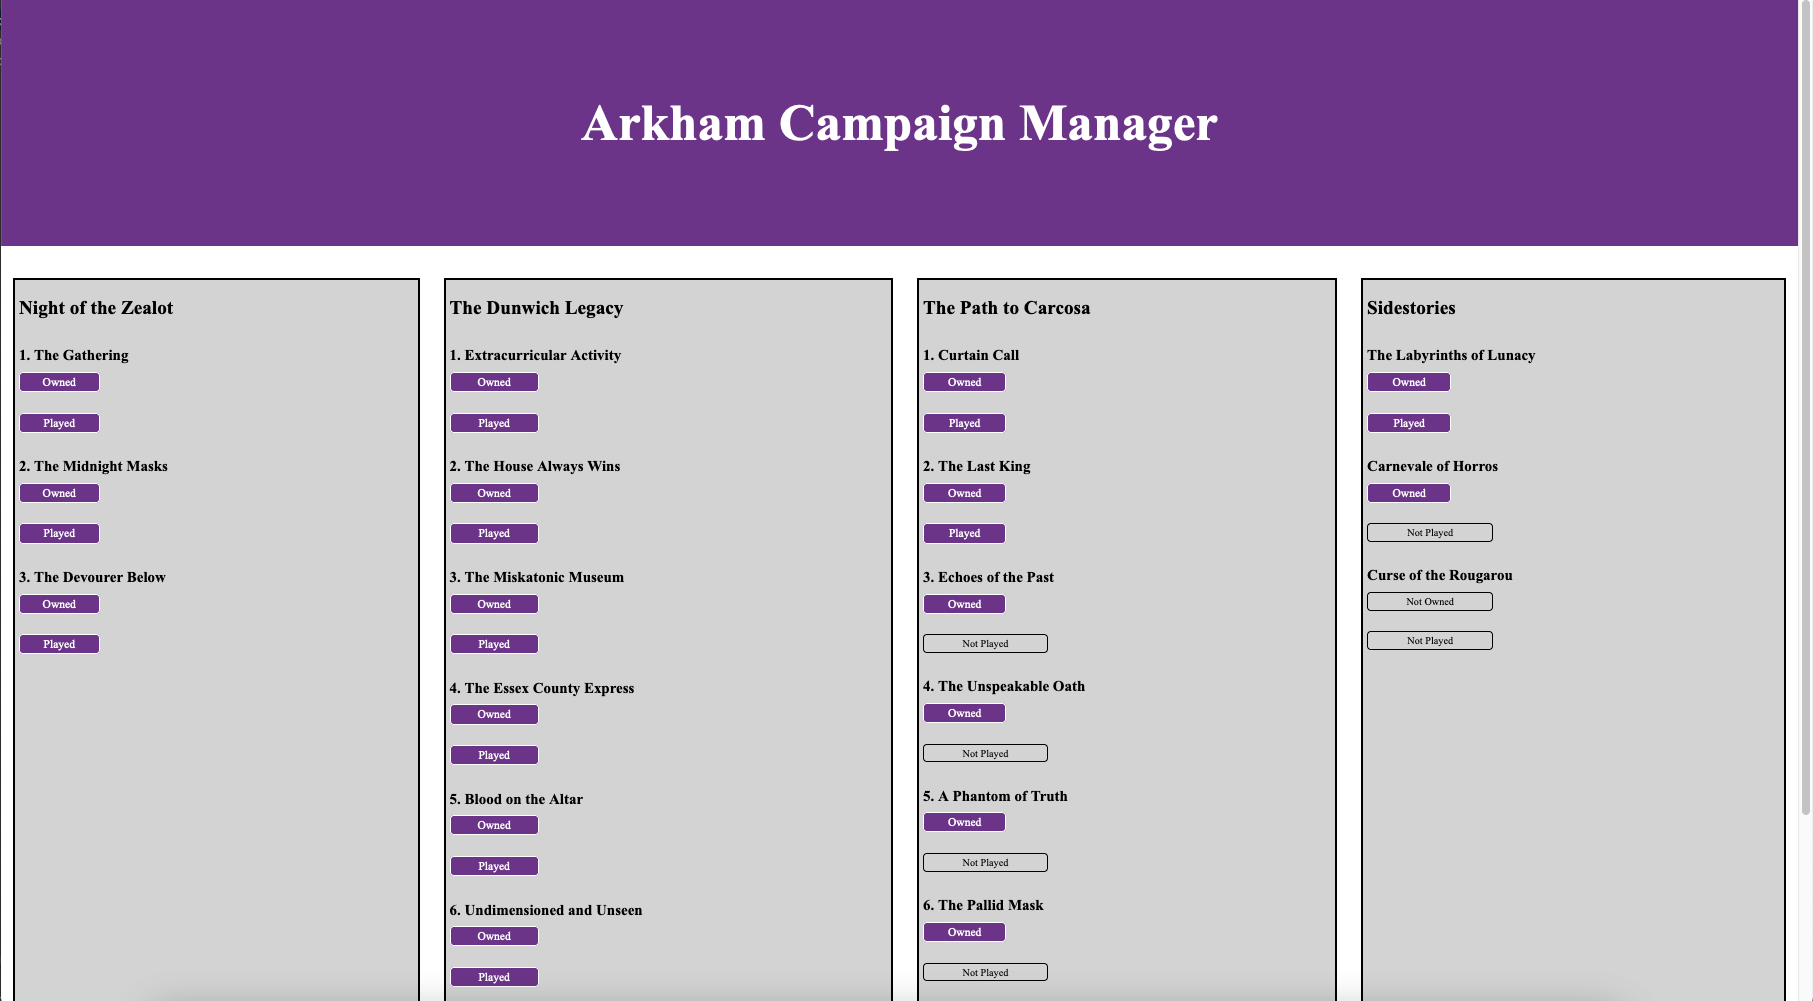 Arkham Campaign Manager
Night of the Zealot
1. The Gathering
Owned
Played
2. The Midnight Masks
Owned
Played
3. The Devourer Below
Owned
Played
The Dunwich Legacy
1. Extracurricular Activity
Owned
Played
2. The House Always Wins
Owned
Played
3. The Miskatonic Museum
Owned
Played
4. The Essex County Express
Owned
Played
5. Blood on the Altar
Owned
Played
6. Undimensioned and Unseen
Owned
Played
The Path to Carcosa
1. Curtain Call
Owned
Played
2. The Last King
Owned
Played
3. Echoes of the Past
Owned
Not Played
4. The Unspeakable Oath
Owned
Not Played
5. A Phantom of Truth
Owned
Not Played
6. The Pallid Mask
Owned
Not Played
Sidestories
The Labyrinths of Lunacy
Owned
Played
Carnevale of Horros
Owned
Not Played
Curse of the Rougarou
Not Owned
Not Played